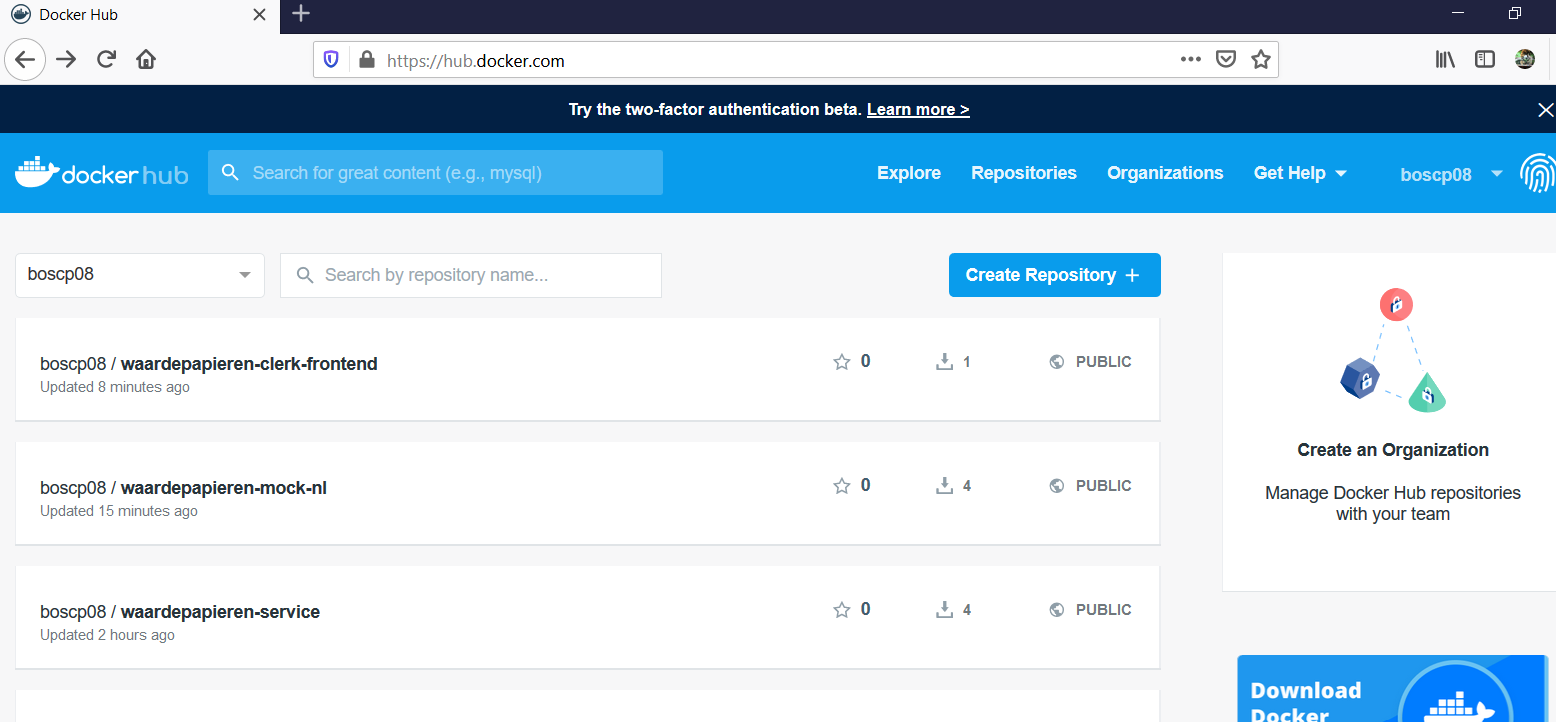 Docker Hub
https://hub.docker.com
Try the two-factor authentication beta. Learn more >
docker hub
Search for great content (e.g., mysql)
Explore
Repositories
Organizations
Get Help
boscp08
boscp08
Search by repository name...
Create Repository +
boscp08 / waardepapieren-clerk-frontend
0
1
PUBLIC
Updated 8 minutes ago
boscp08 / waardepapieren-mock-nl
0
4
PUBLIC
Updated 15 minutes ago
boscp08 / waardepapieren-service
0
4
PUBLIC
Updated 2 hours ago
Create an Organization
Manage Docker Hub repositories
with your team
Download
Docker